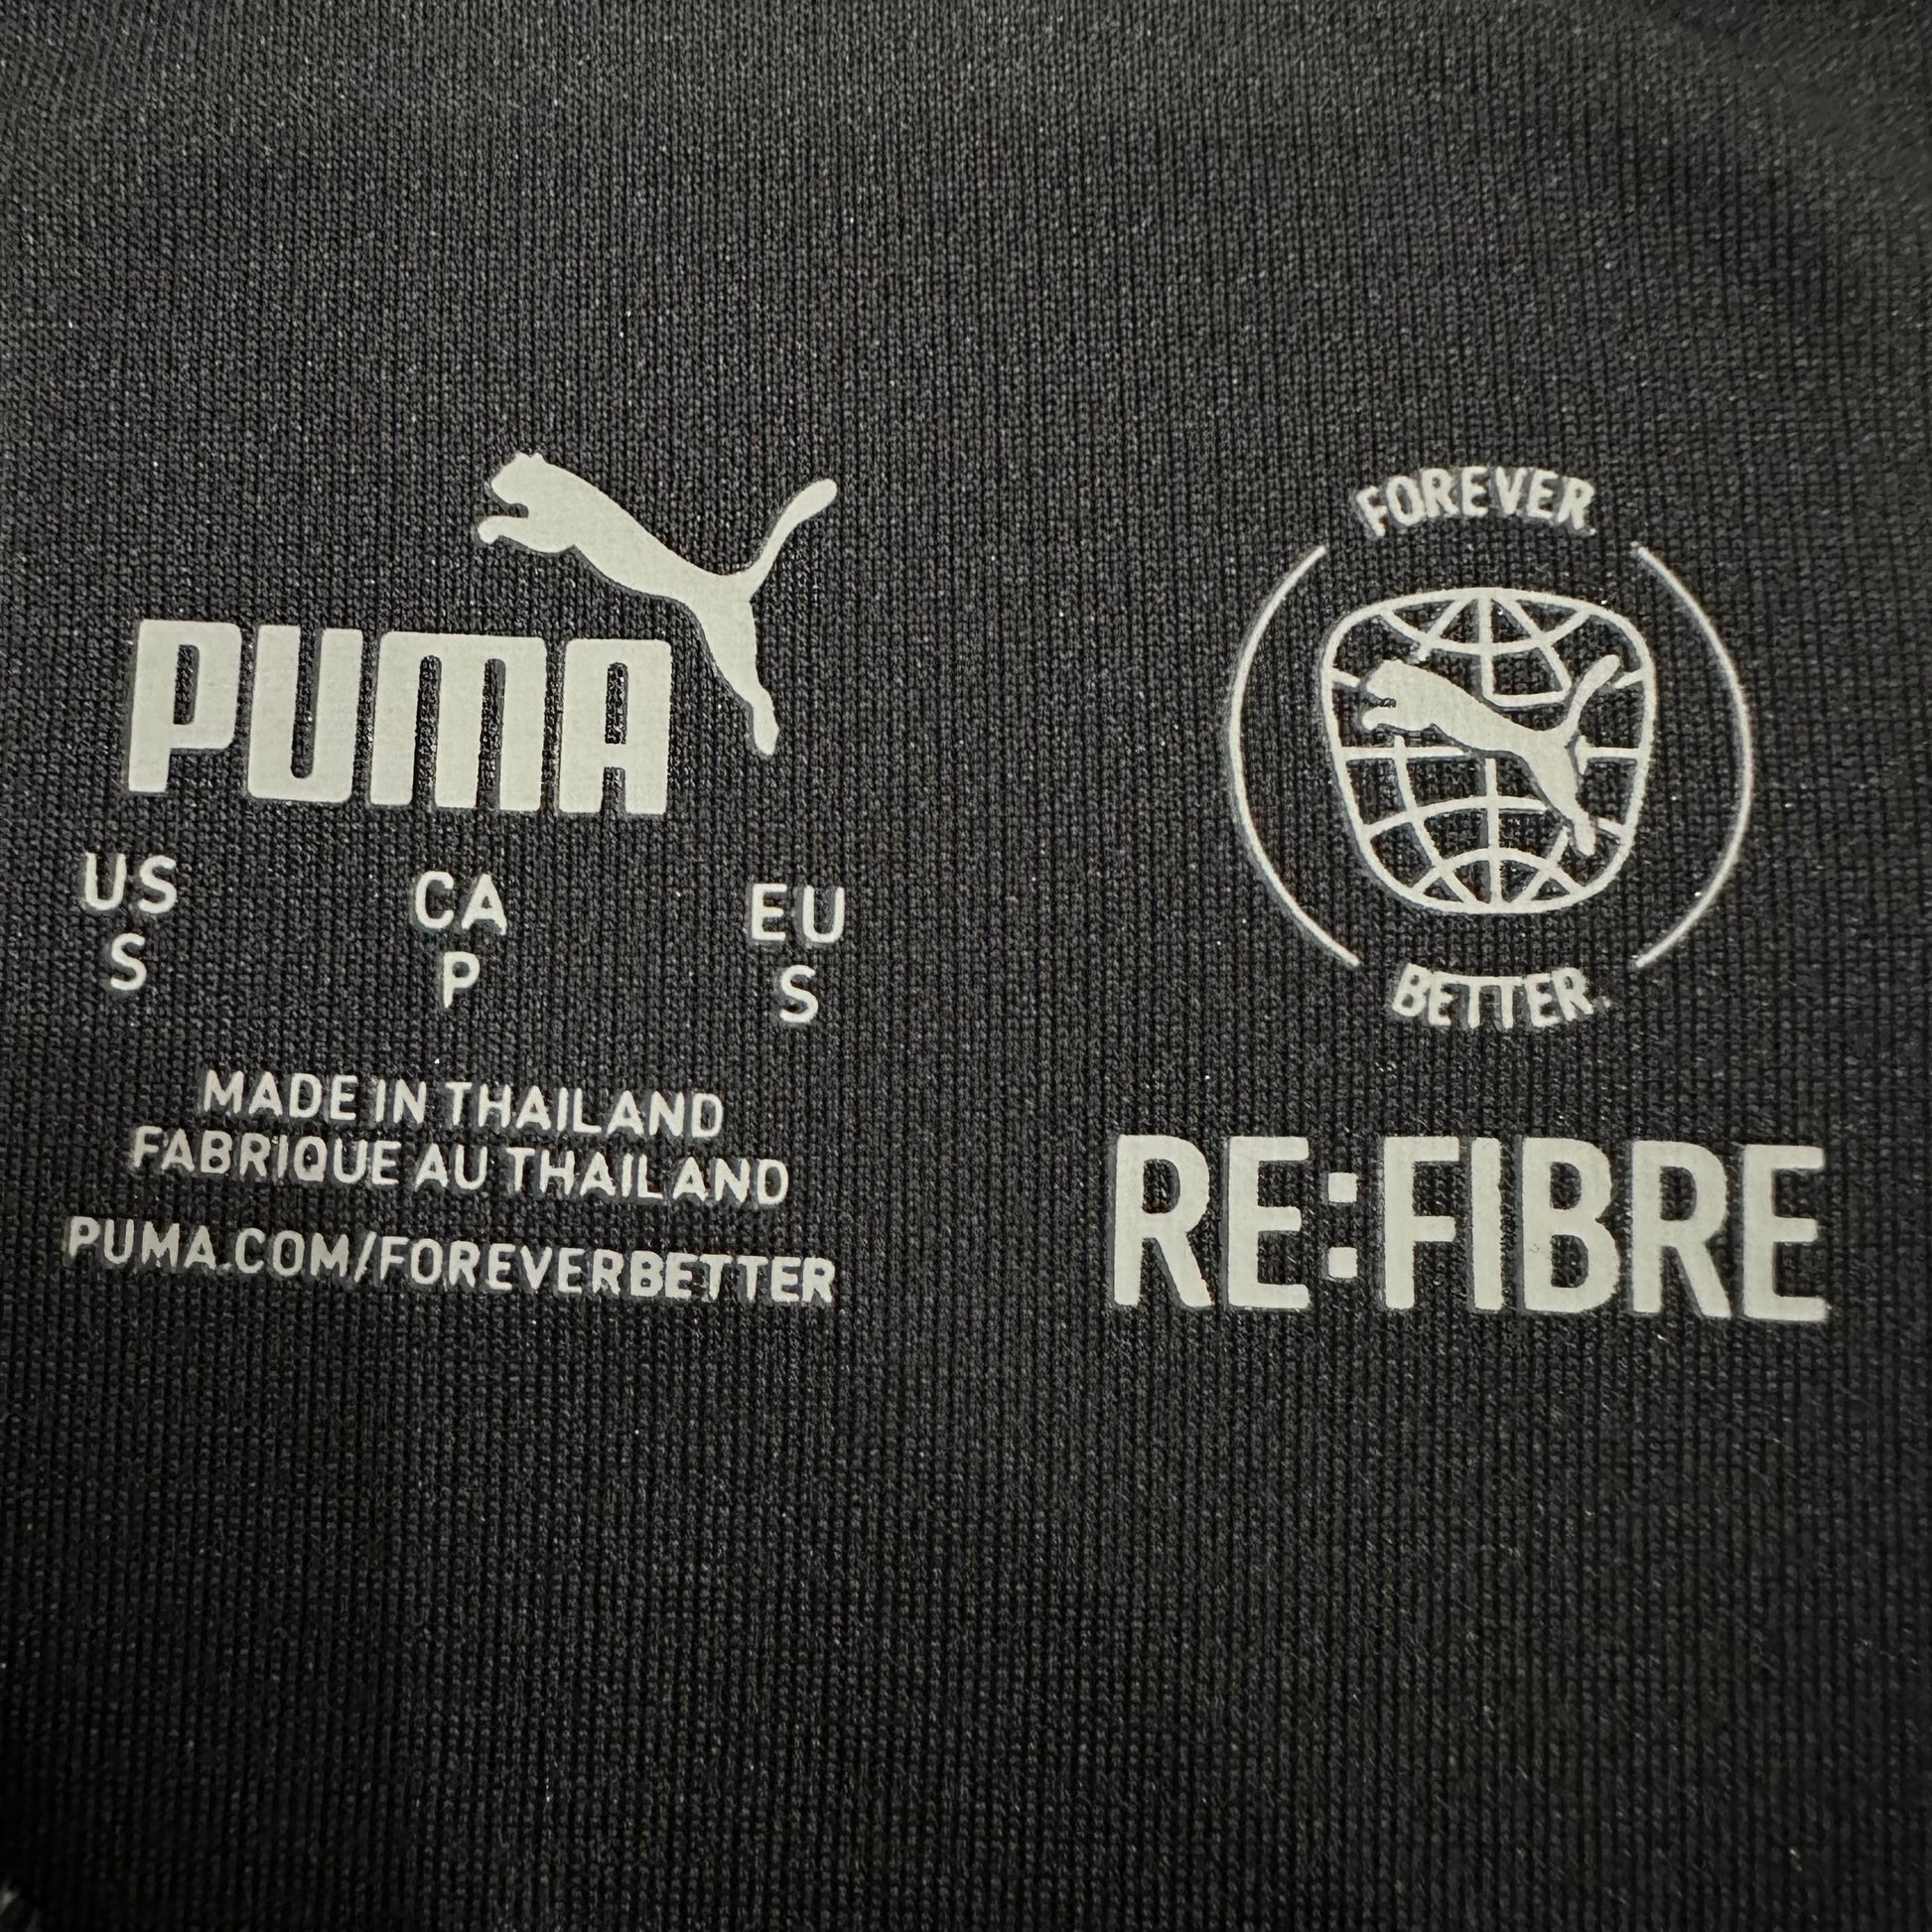 PUMA
US CA EU
S P S
MADE IN THAILAND
FABRIQUE AU THAILAND
PUMA.COM/FOREVERBETTER
FOREVER.
BETTER.
RE:FIBRE